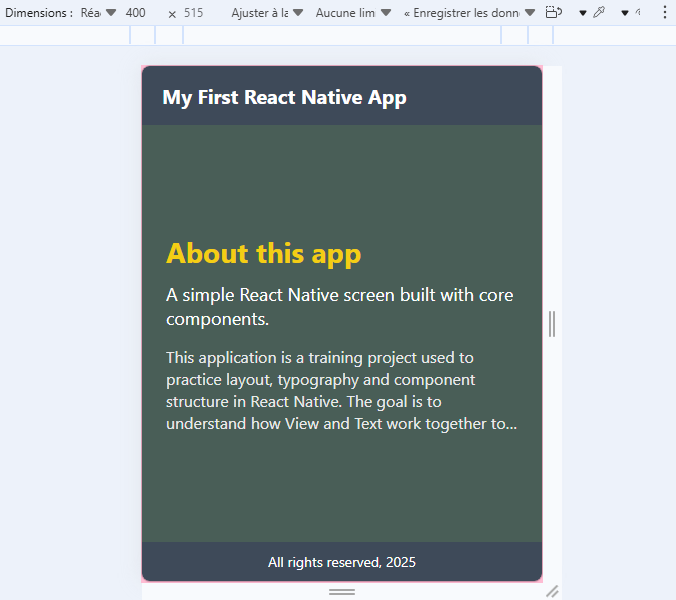 Dimensions : Réa 400 × 515 Ajuster à la Aucune lim « Enregistrer les donn
My First React Native App
About this app
A simple React Native screen built with core
components.
This application is a training project used to
practice layout, typography and component
structure in React Native. The goal is to
understand how View and Text work together to...
All rights reserved, 2025